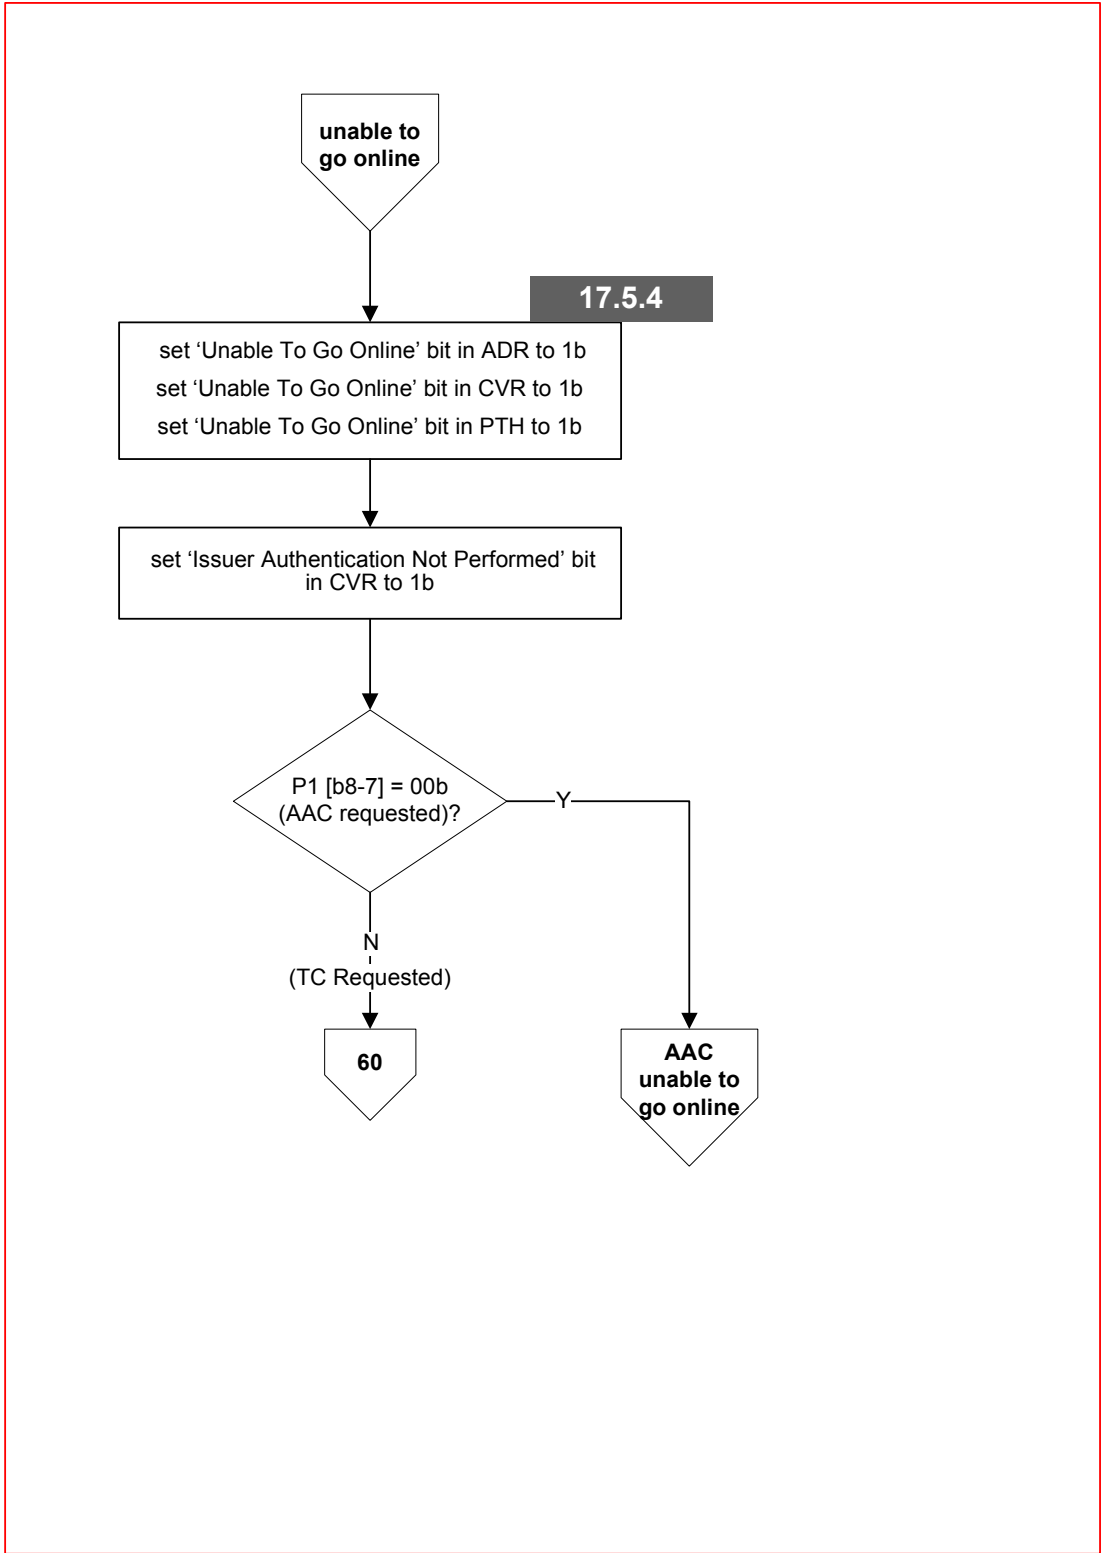 unable to
go online
17.5.4
set ‘Unable To Go Online’ bit in ADR to 1b
set ‘Unable To Go Online’ bit in CVR to 1b
set ‘Unable To Go Online’ bit in PTH to 1b
set ‘Issuer Authentication Not Performed’ bit
in CVR to 1b
P1 [b8-7] = 00b
(AAC requested)?
Y
N
(TC Requested)
60
AAC
unable to
go online